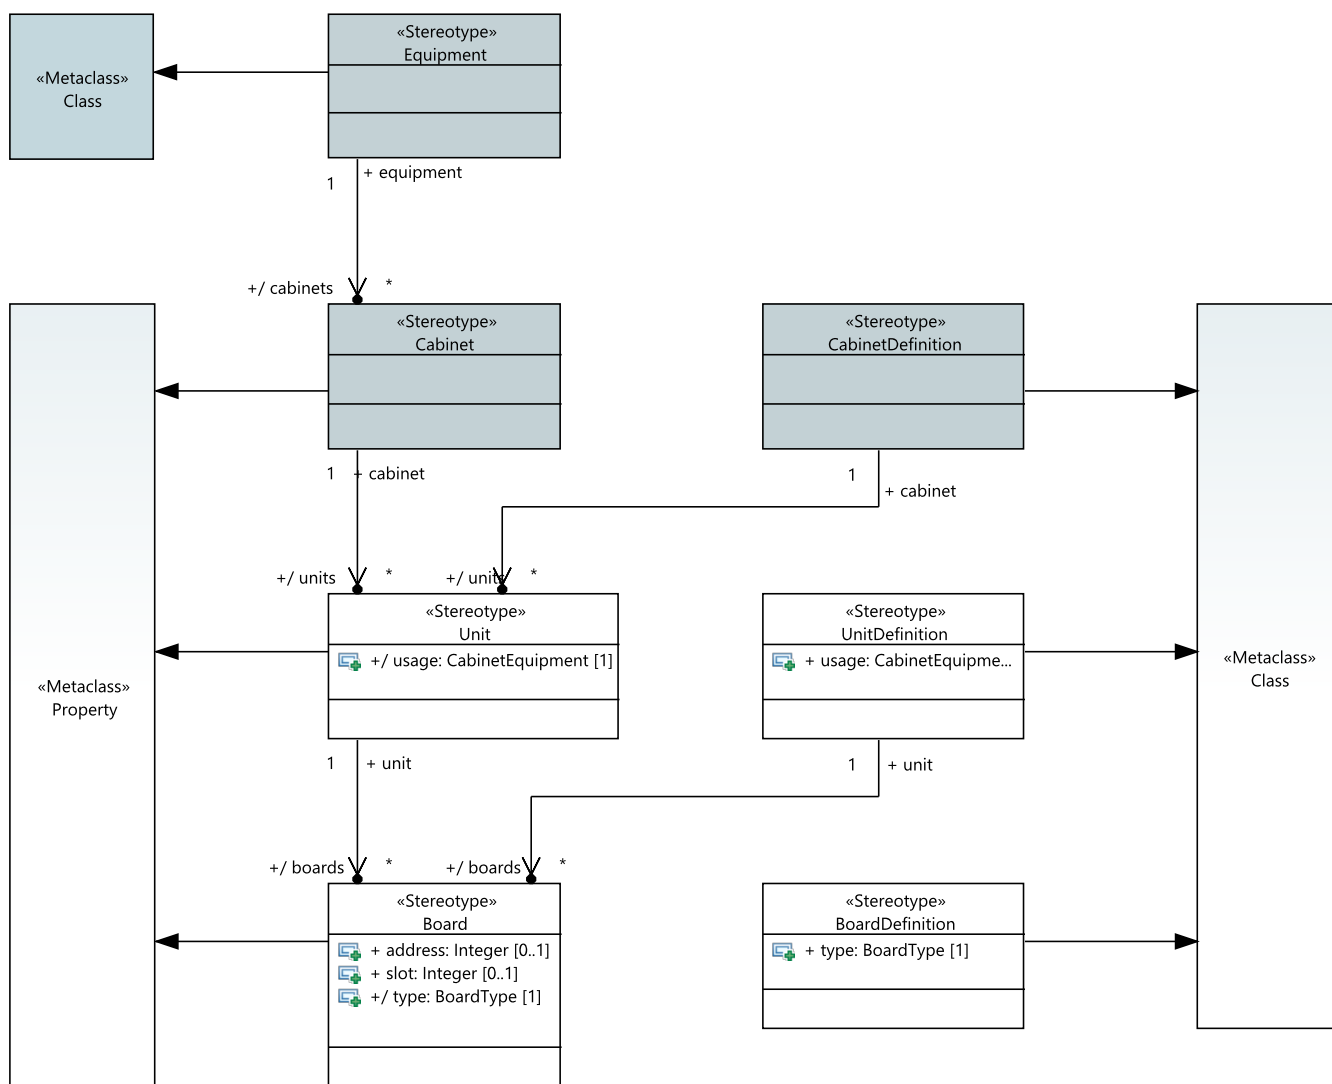 «Metaclass»
Class
«Stereotype»
Equipment
1
+ equipment
+/ cabinets
*
«Metaclass»
Property
«Stereotype»
Cabinet
«Stereotype»
CabinetDefinition
1
+ cabinet
1
+ cabinet
+/ units
*
+/ units
*
«Stereotype»
Unit
+/ usage: CabinetEquipment [1]
«Stereotype»
UnitDefinition
+ usage: CabinetEquipme...
«Metaclass»
Class
1
+ unit
1
+ unit
+/ boards
*
+/ boards
*
«Stereotype»
Board
+ address: Integer [0..1]
+ slot: Integer [0..1]
+/ type: BoardType [1]
«Stereotype»
BoardDefinition
+ type: BoardType [1]